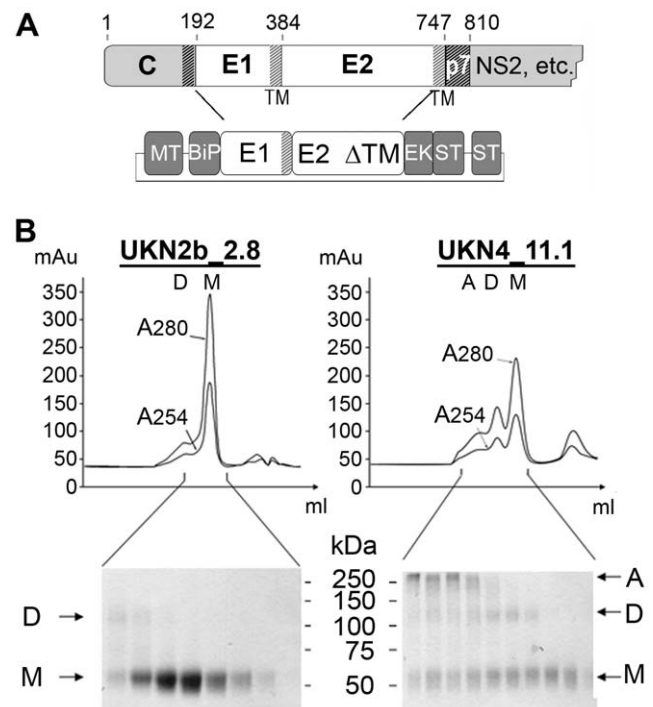 A
1 192 384 747 810
C E1 E2 p7 NS2, etc.
TM TM
MT BiP E1 E2 ΔTM EK ST ST
B
UKN2b_2.8 UKN4_11.1
mAu D M mAu A D M
350 350
300 300
250 A280 250 A280
200 200
150 A254 150 A254
100 100
50 50
0 0
ml ml
kDa
250 A
150
D 100 D
75
M 50 M